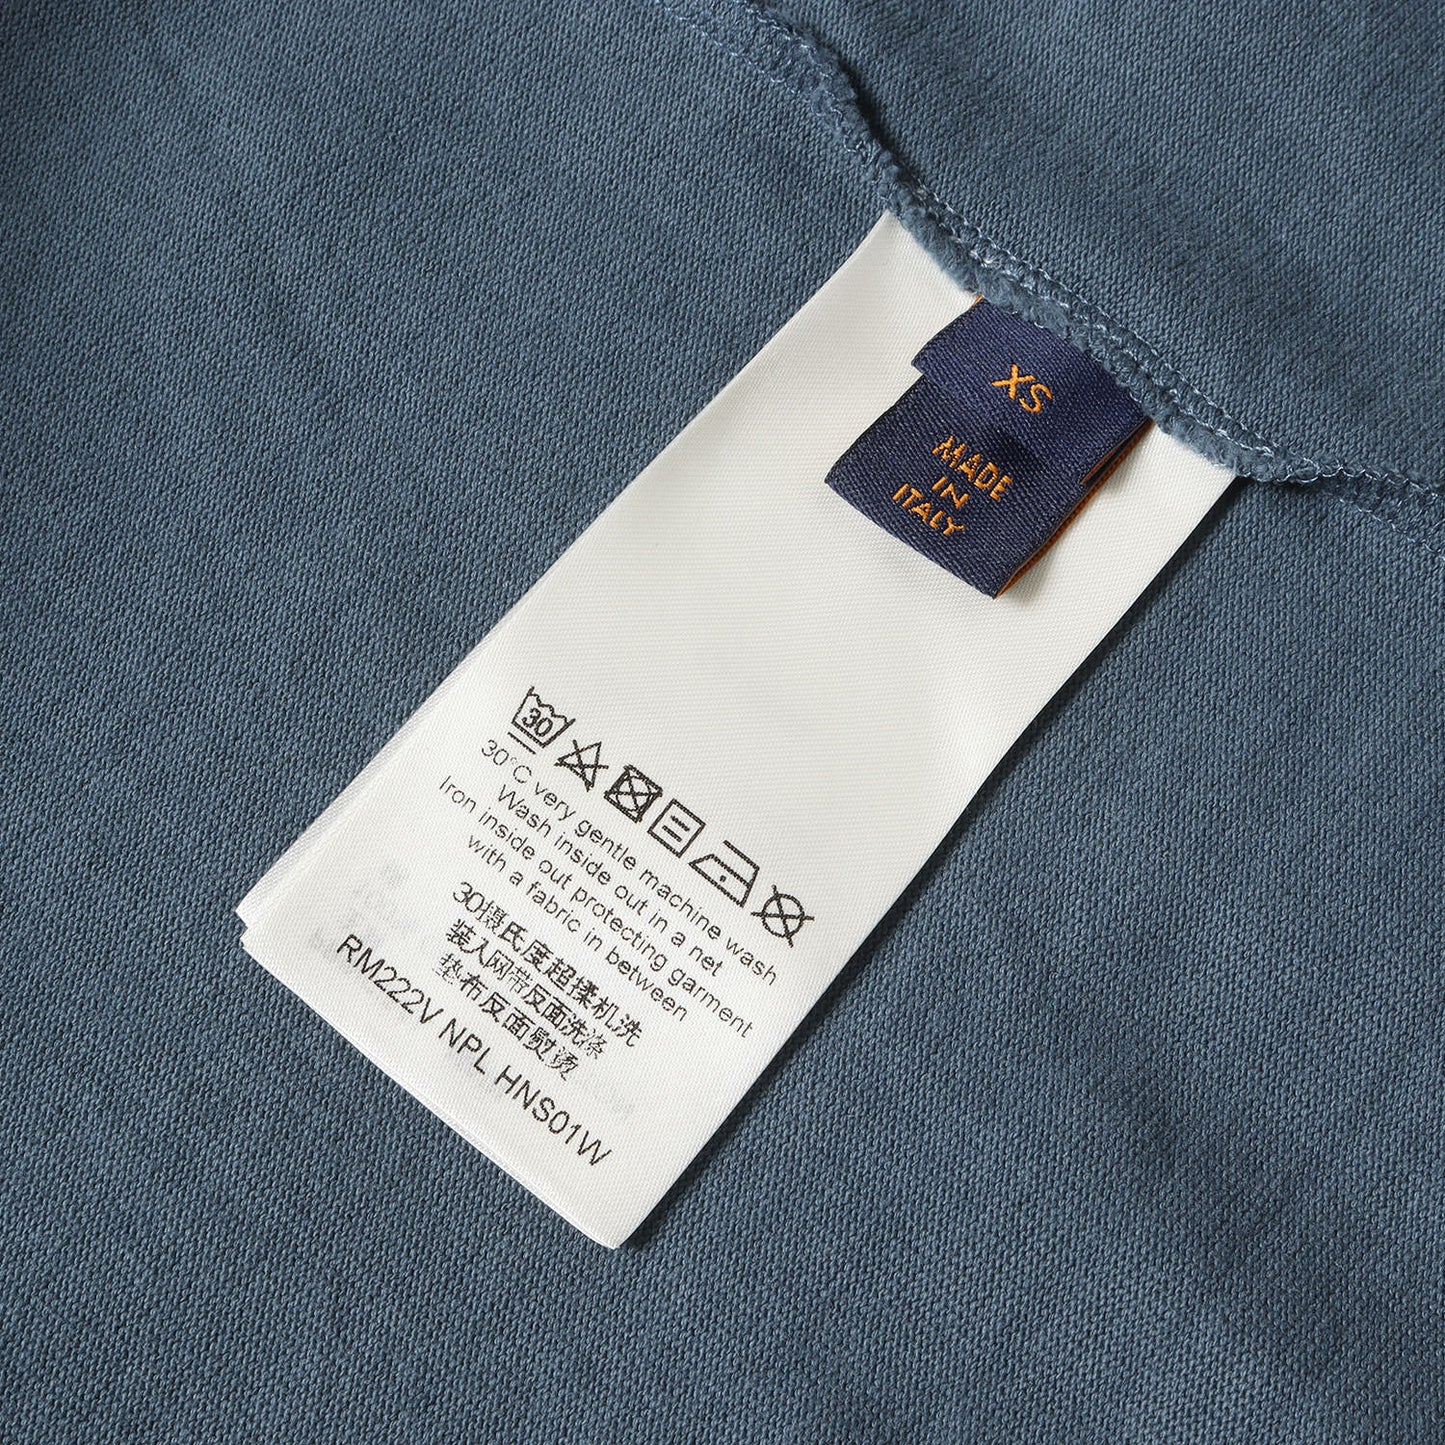 XS
MADE
IN
ITALY
30
30°C very gentle machine wash
Wash inside out in a net
Iron inside out protecting garment
with a fabric in between
30摄氏度超揉机洗
装入网带反面洗涤
垫布反面熨烫
RM222V NPL HNS01W